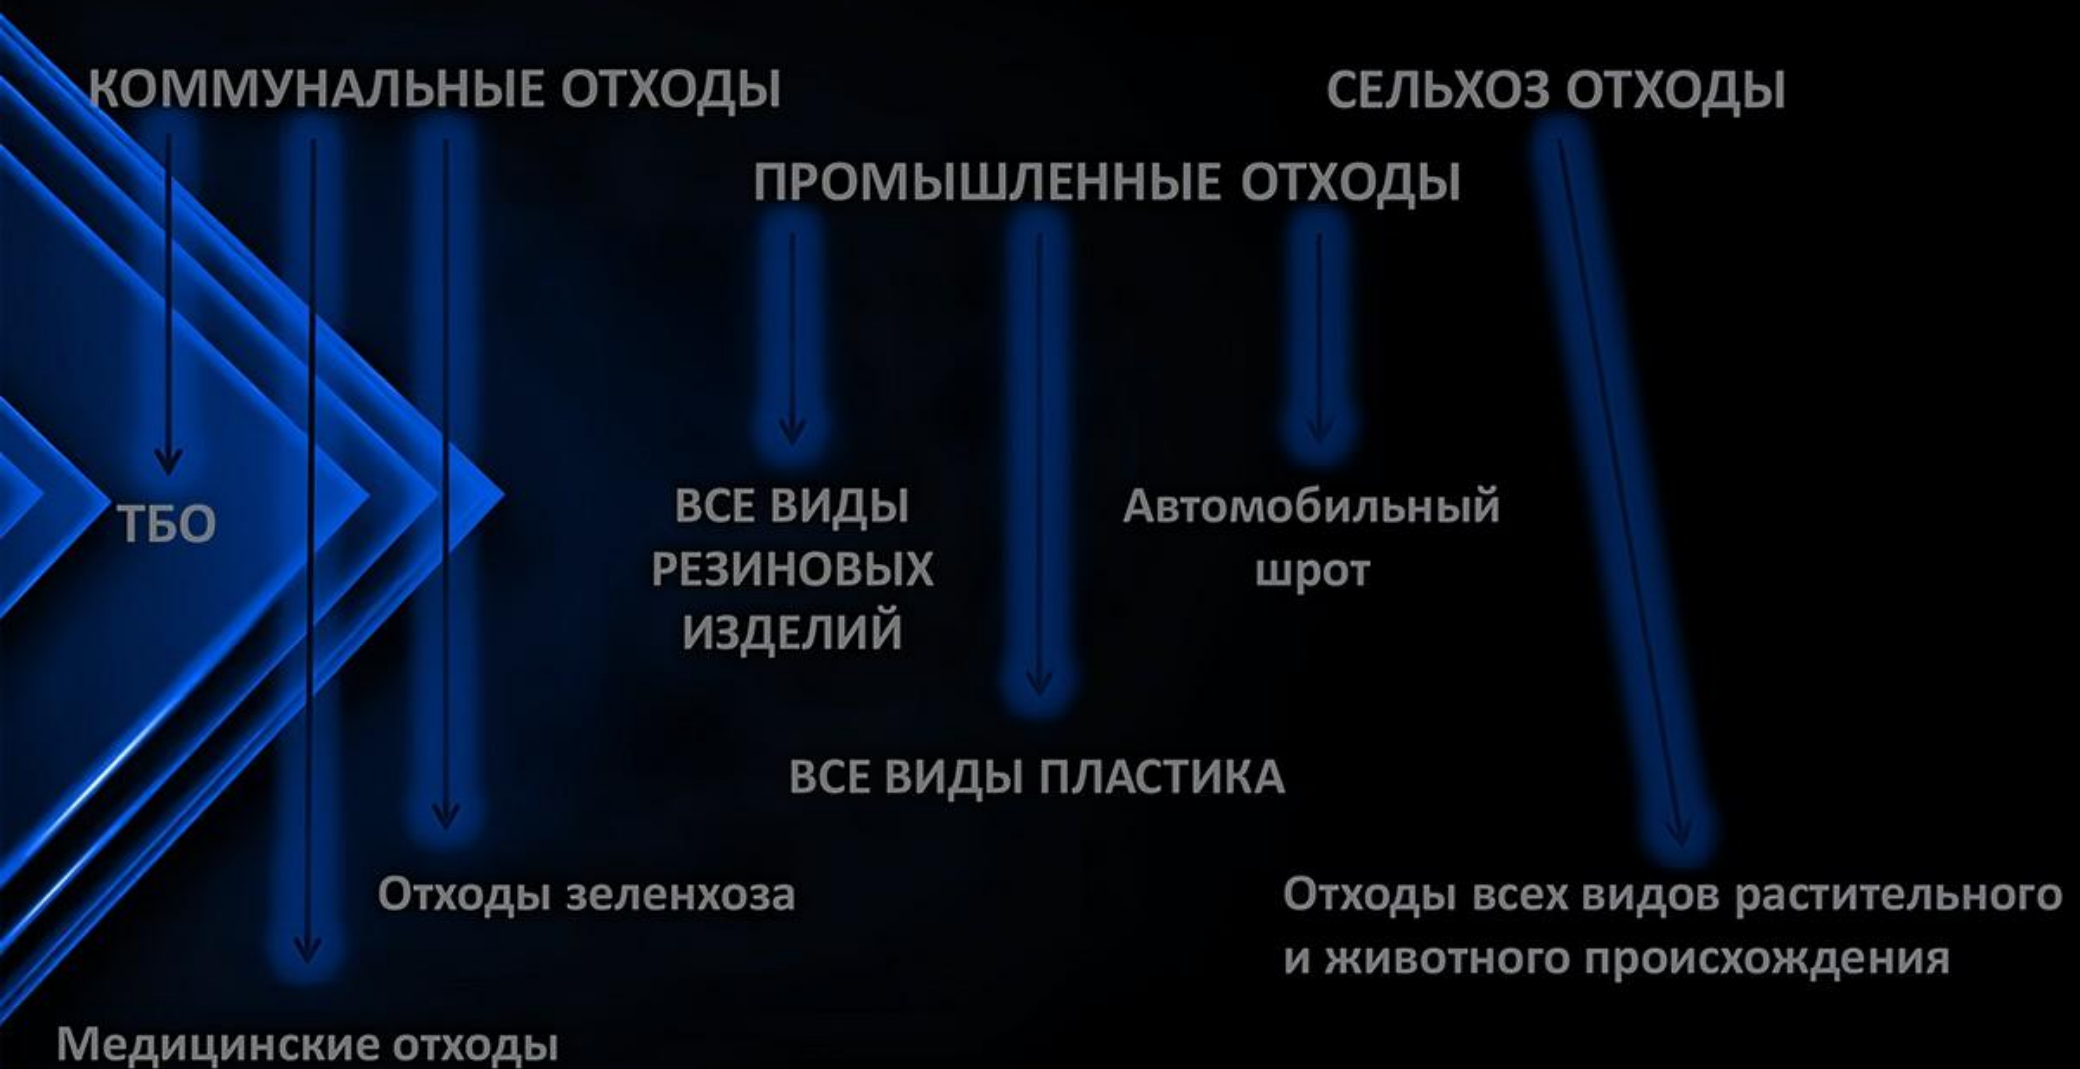 КОММУНАЛЬНЫЕ ОТХОДЫ
СЕЛЬХОЗ ОТХОДЫ
ПРОМЫШЛЕННЫЕ ОТХОДЫ
ТБО
ВСЕ ВИДЫ
РЕЗИНОВЫХ
ИЗДЕЛИЙ
Автомобильный
шрот
ВСЕ ВИДЫ ПЛАСТИКА
Отходы зеленхоза
Отходы всех видов растительного
и животного происхождения
Медицинские отходы